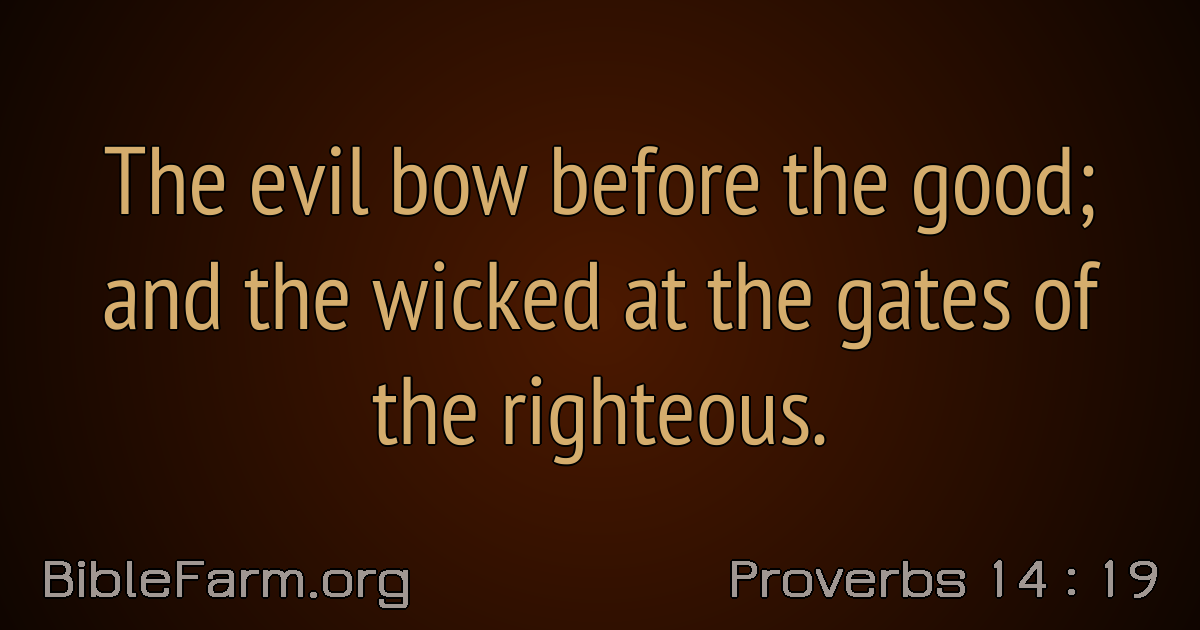 The evil bow before the good;
and the wicked at the gates of
the righteous.
BibleFarm.org
Proverbs 14 : 19